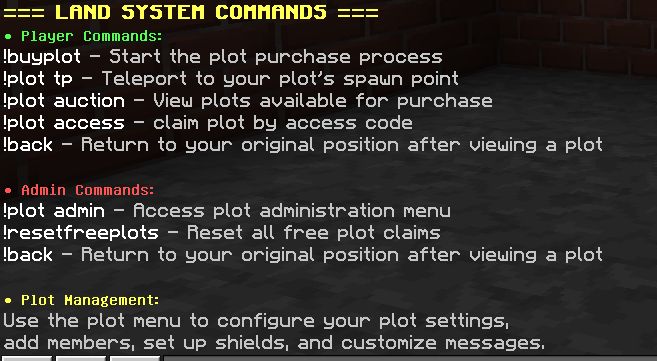 === LAND SYSTEM COMMANDS ===
• Player Commands:
!buyplot – Start the plot purchase process
!plot tp – Teleport to your plot's spawn point
!plot auction – View plots available for purchase
!plot access – claim plot by access code
!back – Return to your original position after viewing a plot
• Admin Commands:
!plot admin – Access plot administration menu
!resetfreeplots – Reset all free plot claims
!back – Return to your original position after viewing a plot
• Plot Management:
Use the plot menu to configure your plot settings,
add members, set up shields, and customize messages.